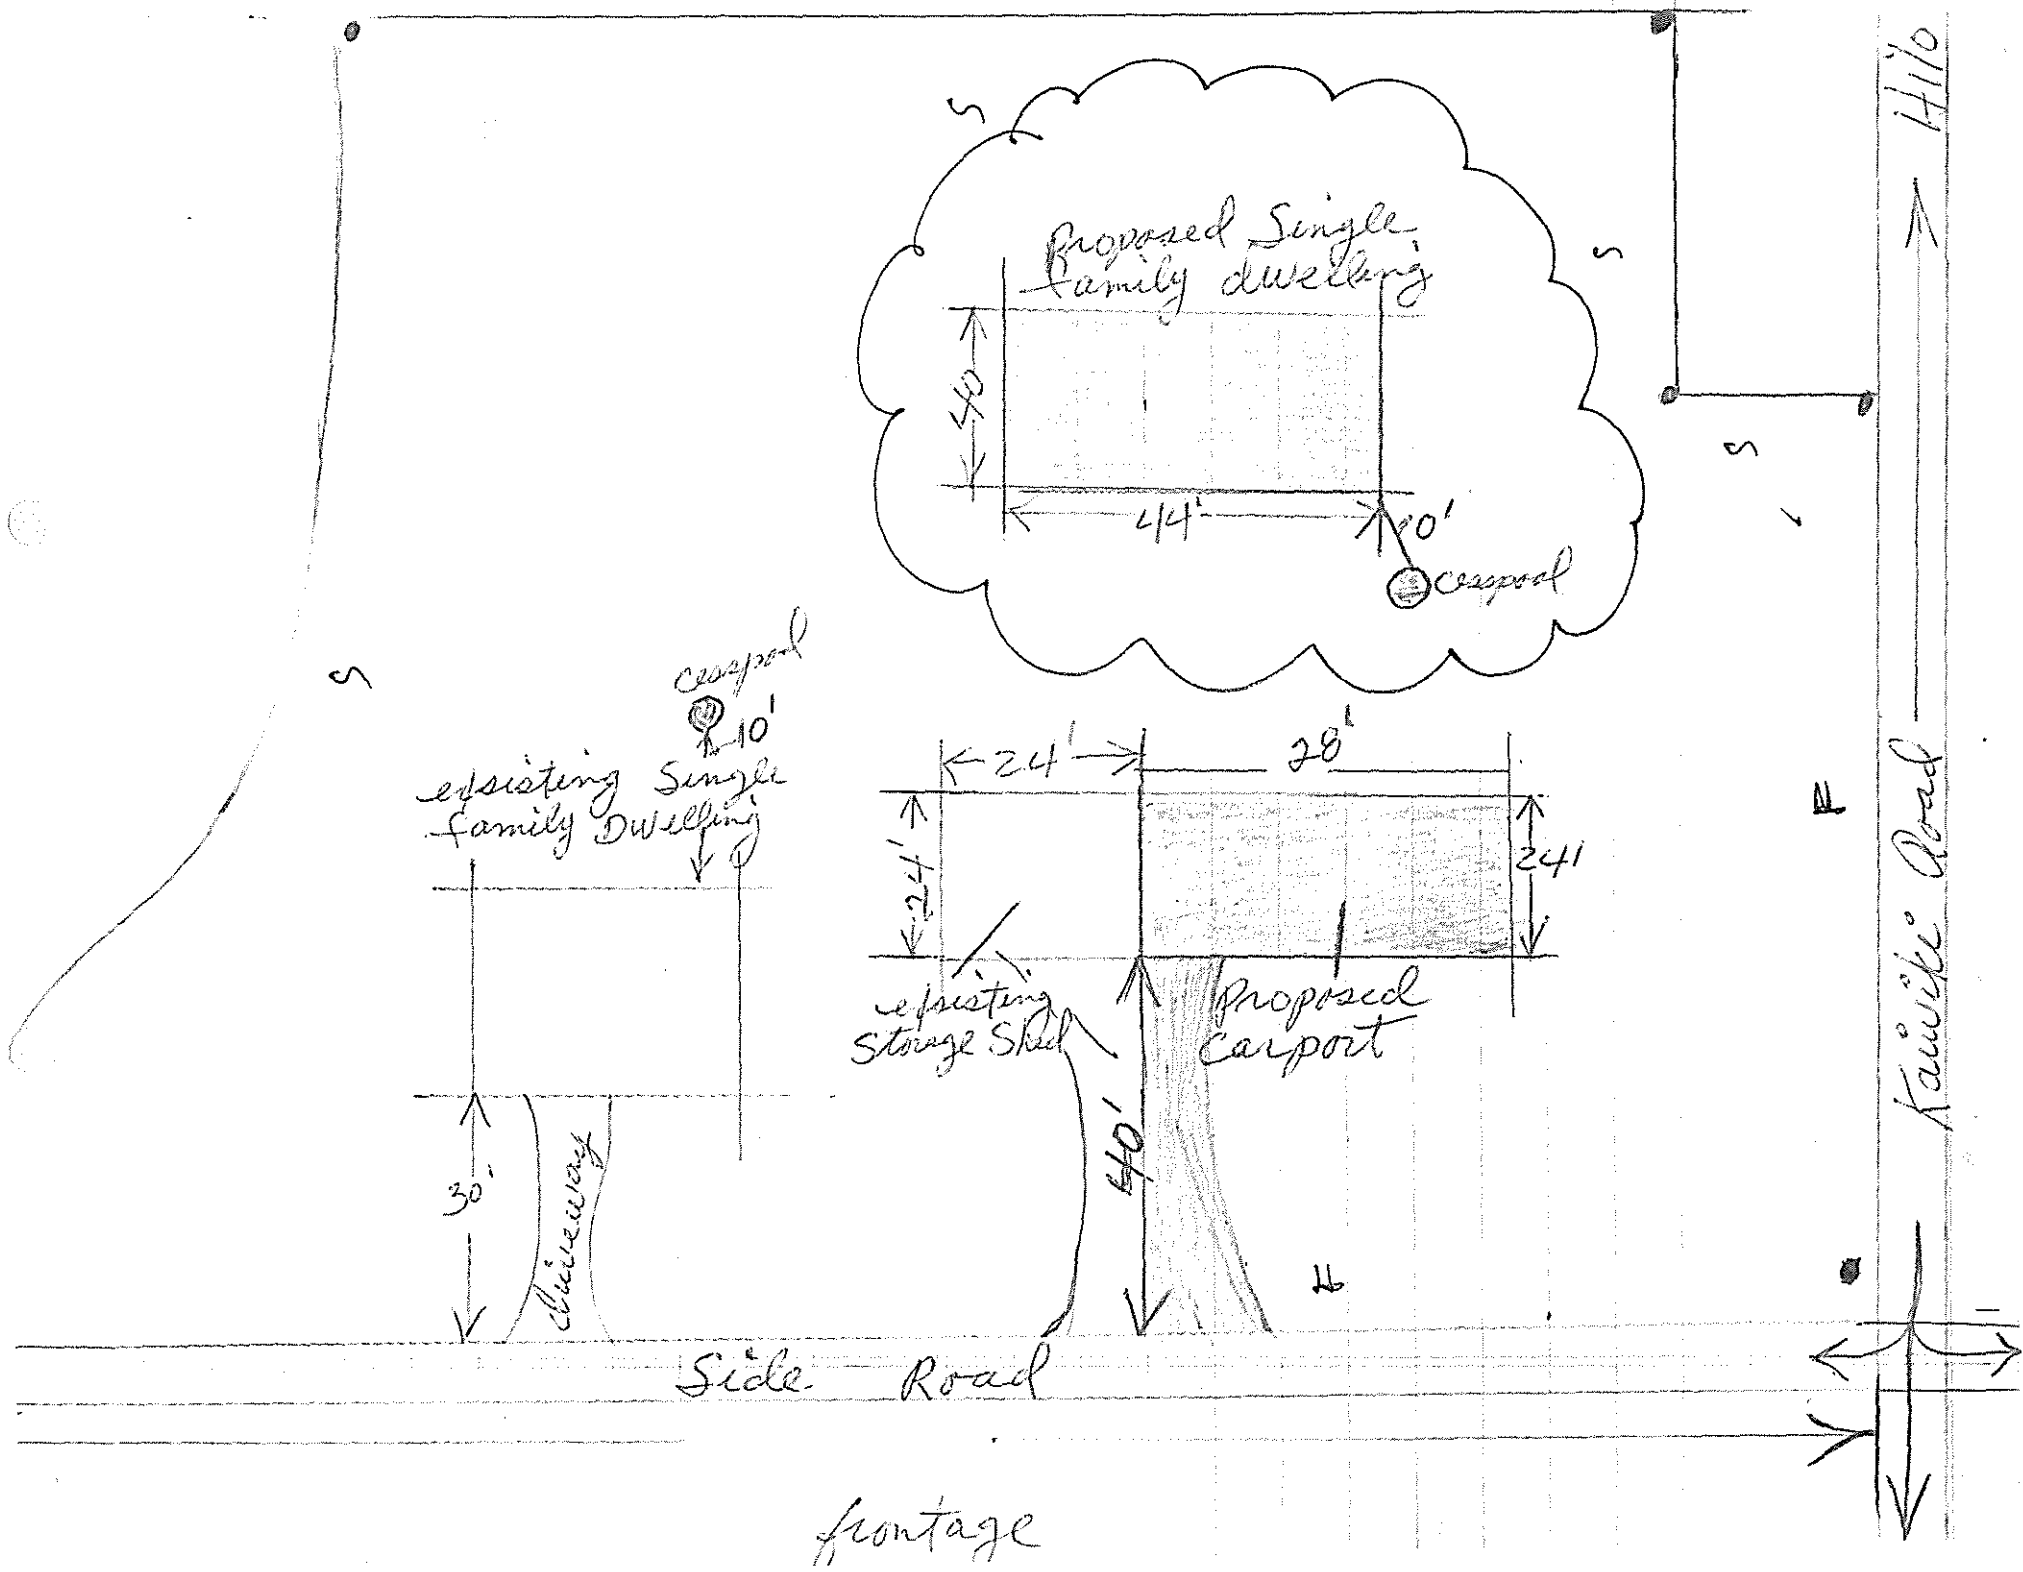 Hilo
S
Proposed Single
family dwelling
S
40
S
44'
10'
cesspool
S
cesspool
10'
exsisting Single
family Dwelling
24'
28'
24'
24'
F
Road
exsisting
Storage Shed
Proposed
Carport
40'
30'
driveway
F
Side Road
frontage